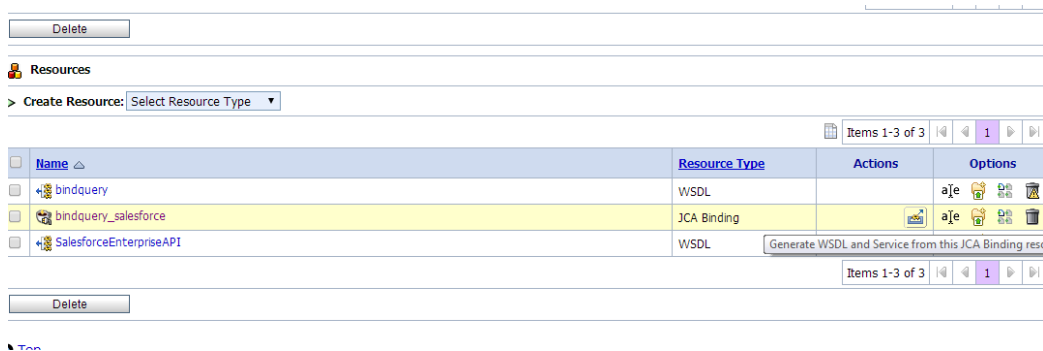 Delete
Resources
> Create Resource: Select Resource Type
Items 1-3 of 3 1
Name Resource Type Actions Options
bindquery WSDL
bindquery_salesforce JCA Binding
SalesforceEnterpriseAPI WSDL
Generate WSDL and Service from this JCA Binding
Items 1-3 of 3 1
Delete